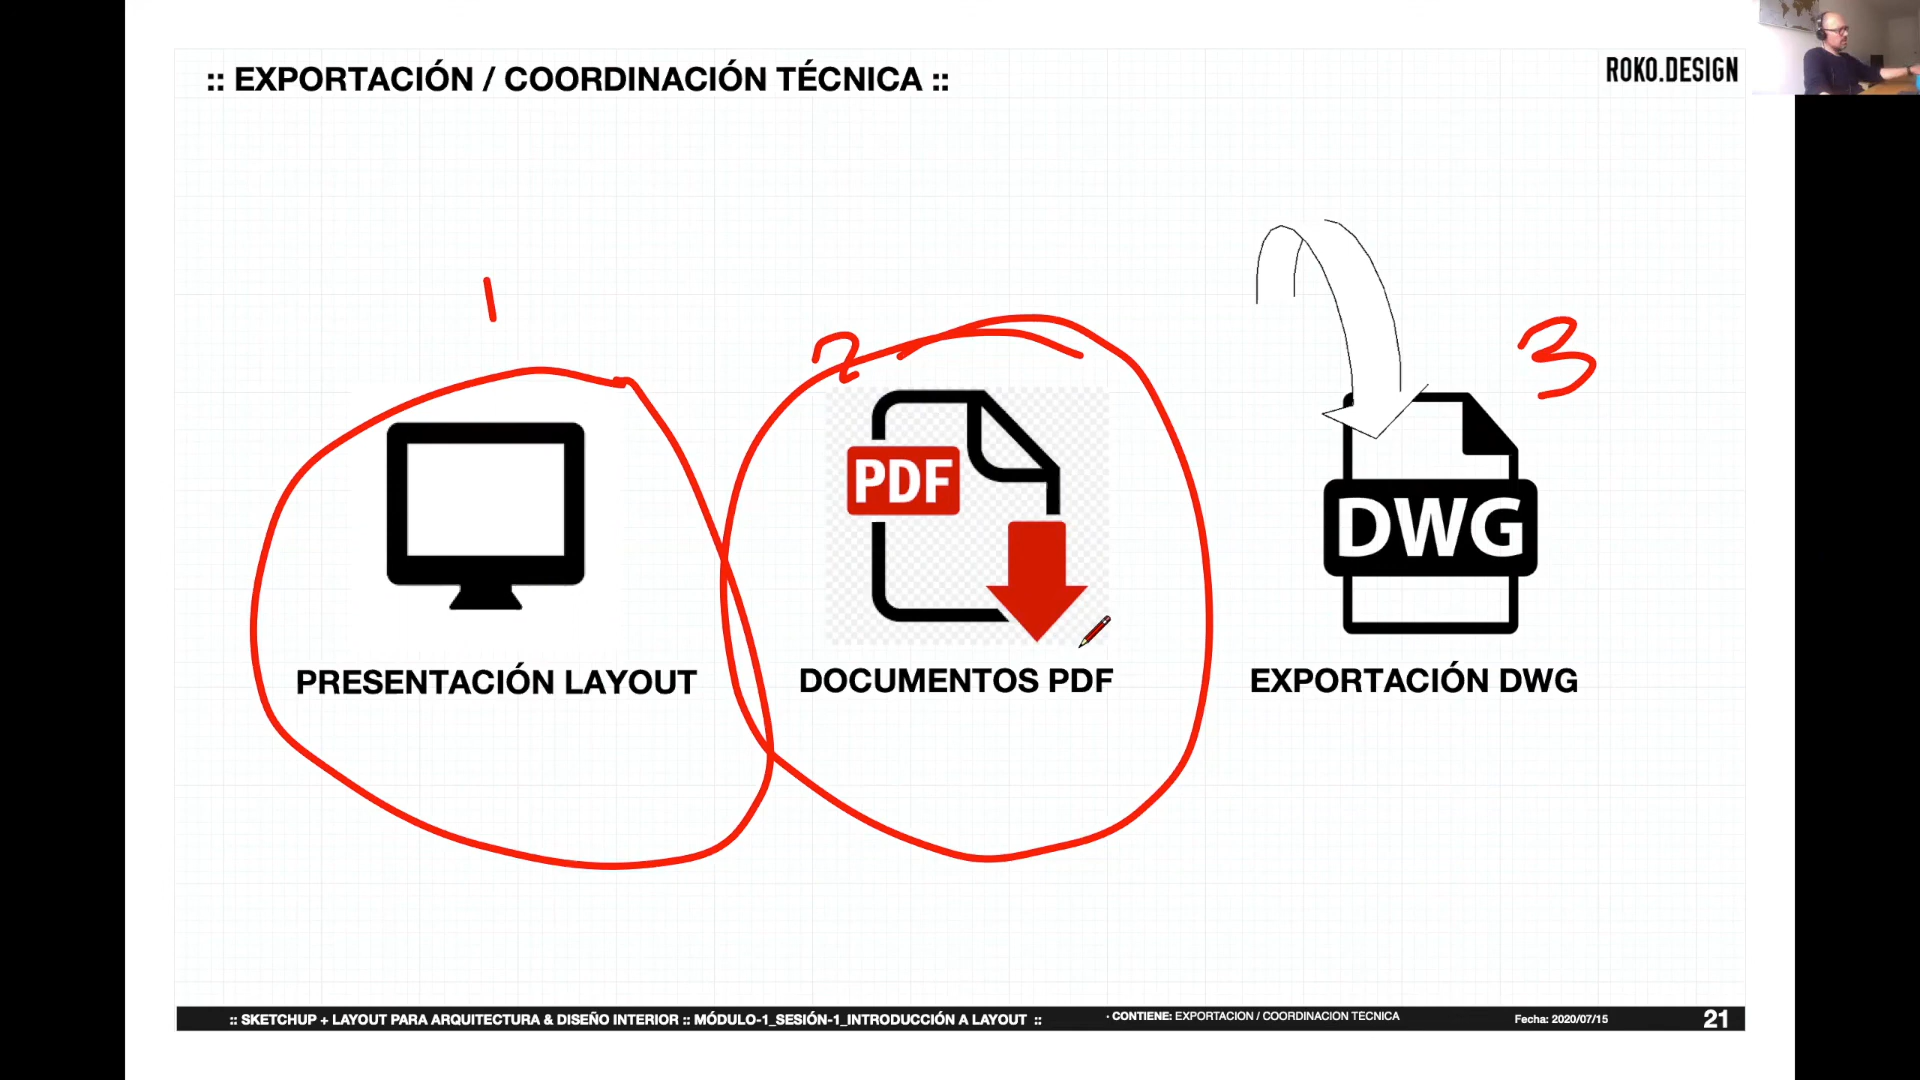 :: EXPORTACIÓN / COORDINACIÓN TÉCNICA ::
ROKO.DESIGN
1
2
3
PDF
DWG
PRESENTACIÓN LAYOUT
DOCUMENTOS PDF
EXPORTACIÓN DWG
:: SKETCHUP + LAYOUT PARA ARQUITECTURA & DISEÑO INTERIOR :: MÓDULO-1_SESIÓN-1_INTRODUCCIÓN A LAYOUT ::
· CONTIENE: EXPORTACION / COORDINACION TECNICA
Fecha: 2020/07/15
21